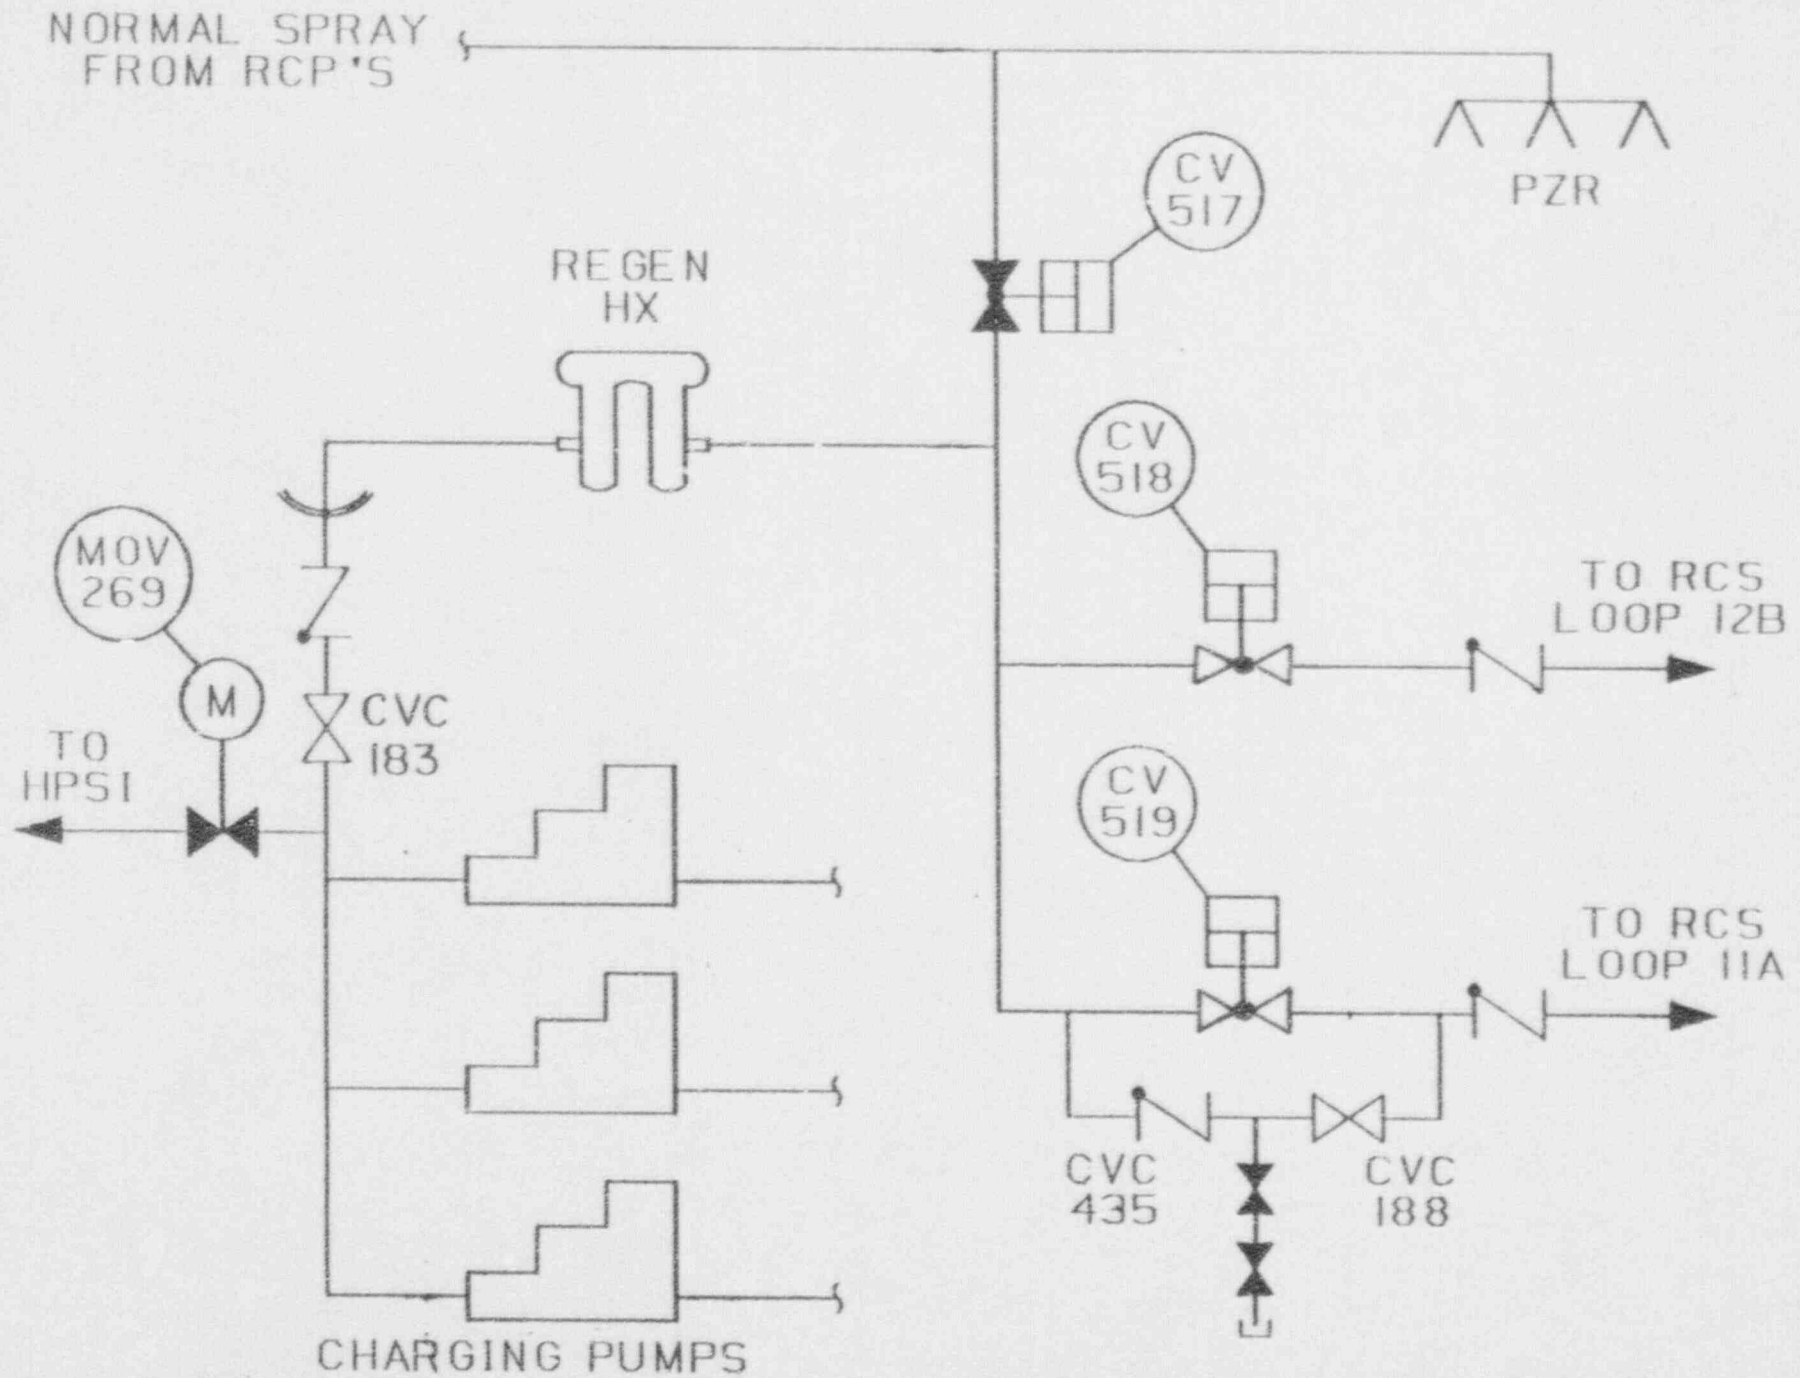 NORMAL SPRAY
FROM RCP'S
CV
517
PZR
REGEN
HX
CV
518
MOV
269
TO RCS
LOOP 12B
M
CVC
183
TO
HPSI
CV
519
TO RCS
LOOP 11A
CVC
435
CVC
188
CHARGING PUMPS